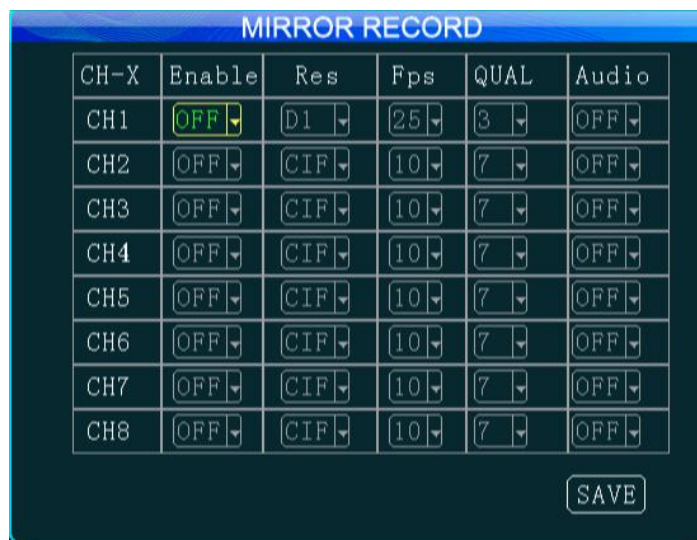 MIRROR RECORD
CH-X Enable Res Fps QUAL Audio
CH1 OFF D1 25 3 OFF
CH2 OFF CIF 10 7 OFF
CH3 OFF CIF 10 7 OFF
CH4 OFF CIF 10 7 OFF
CH5 OFF CIF 10 7 OFF
CH6 OFF CIF 10 7 OFF
CH7 OFF CIF 10 7 OFF
CH8 OFF CIF 10 7 OFF
SAVE